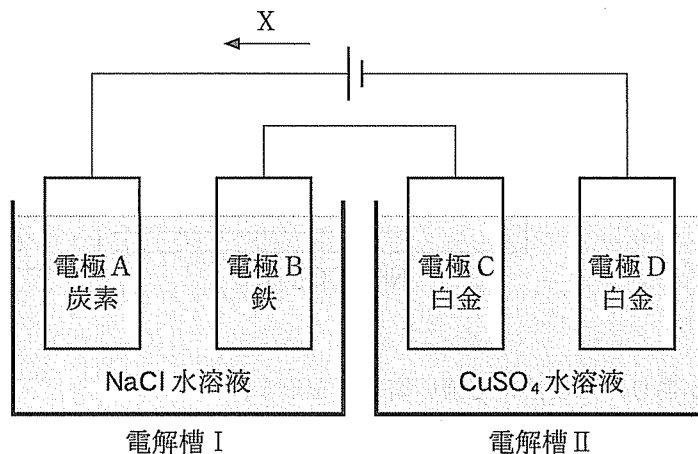 X
電極A
炭素
電極B
鉄
電極C
白金
電極D
白金
NaCl 水溶液
CuSO₄ 水溶液
電解槽 I
電解槽 II